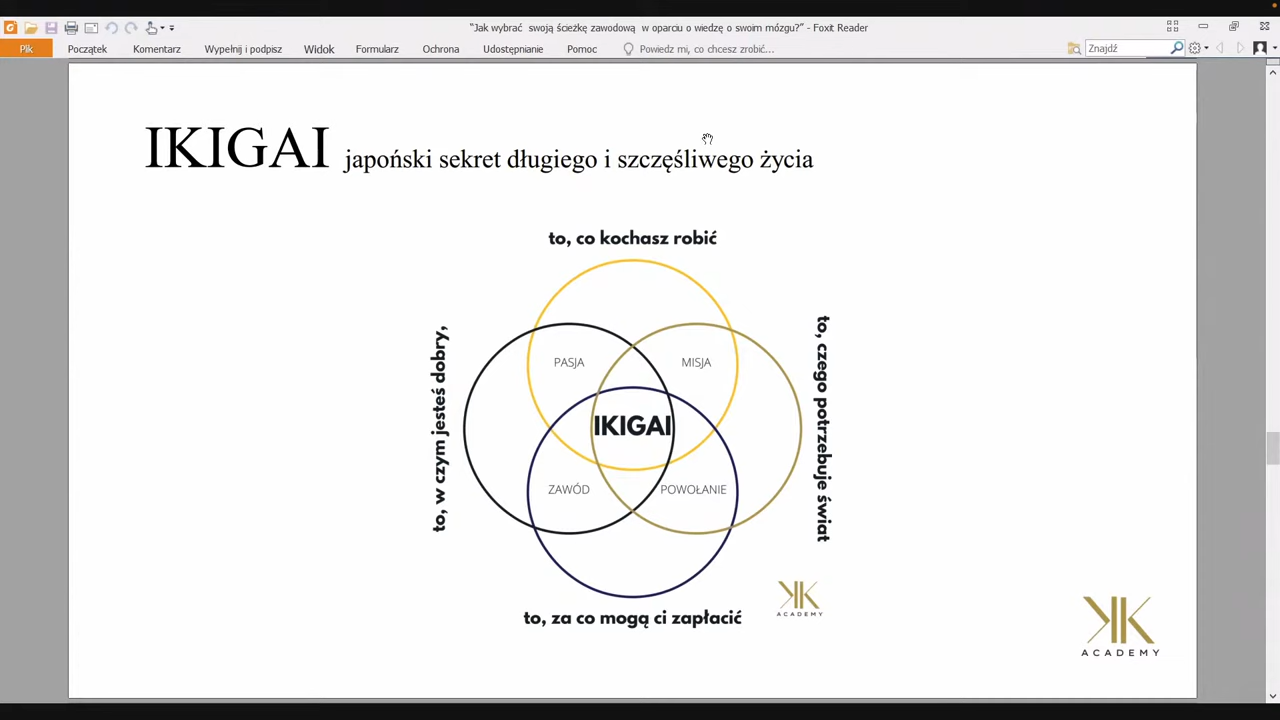 "Jak wybrać swoją ścieżkę zawodową w oparciu o wiedzę o swoim mózgu?" - Foxit Reader
Plik Początek Komentarz Wypełnij i podpisz Widok Formularz Ochrona Udostępnianie Pomoc Powiedz mi, co chcesz zrobić... Znajdź
IKIGAI japoński sekret długiego i szczęśliwego życia
to, co kochasz robić
to, w czym jesteś dobry,
to, czego potrzebuje świat
PASJA MISJA
IKIGAI
ZAWÓD POWOŁANIE
to, za co mogą ci zapłacić
KK
ACADEMY
KK
ACADEMY